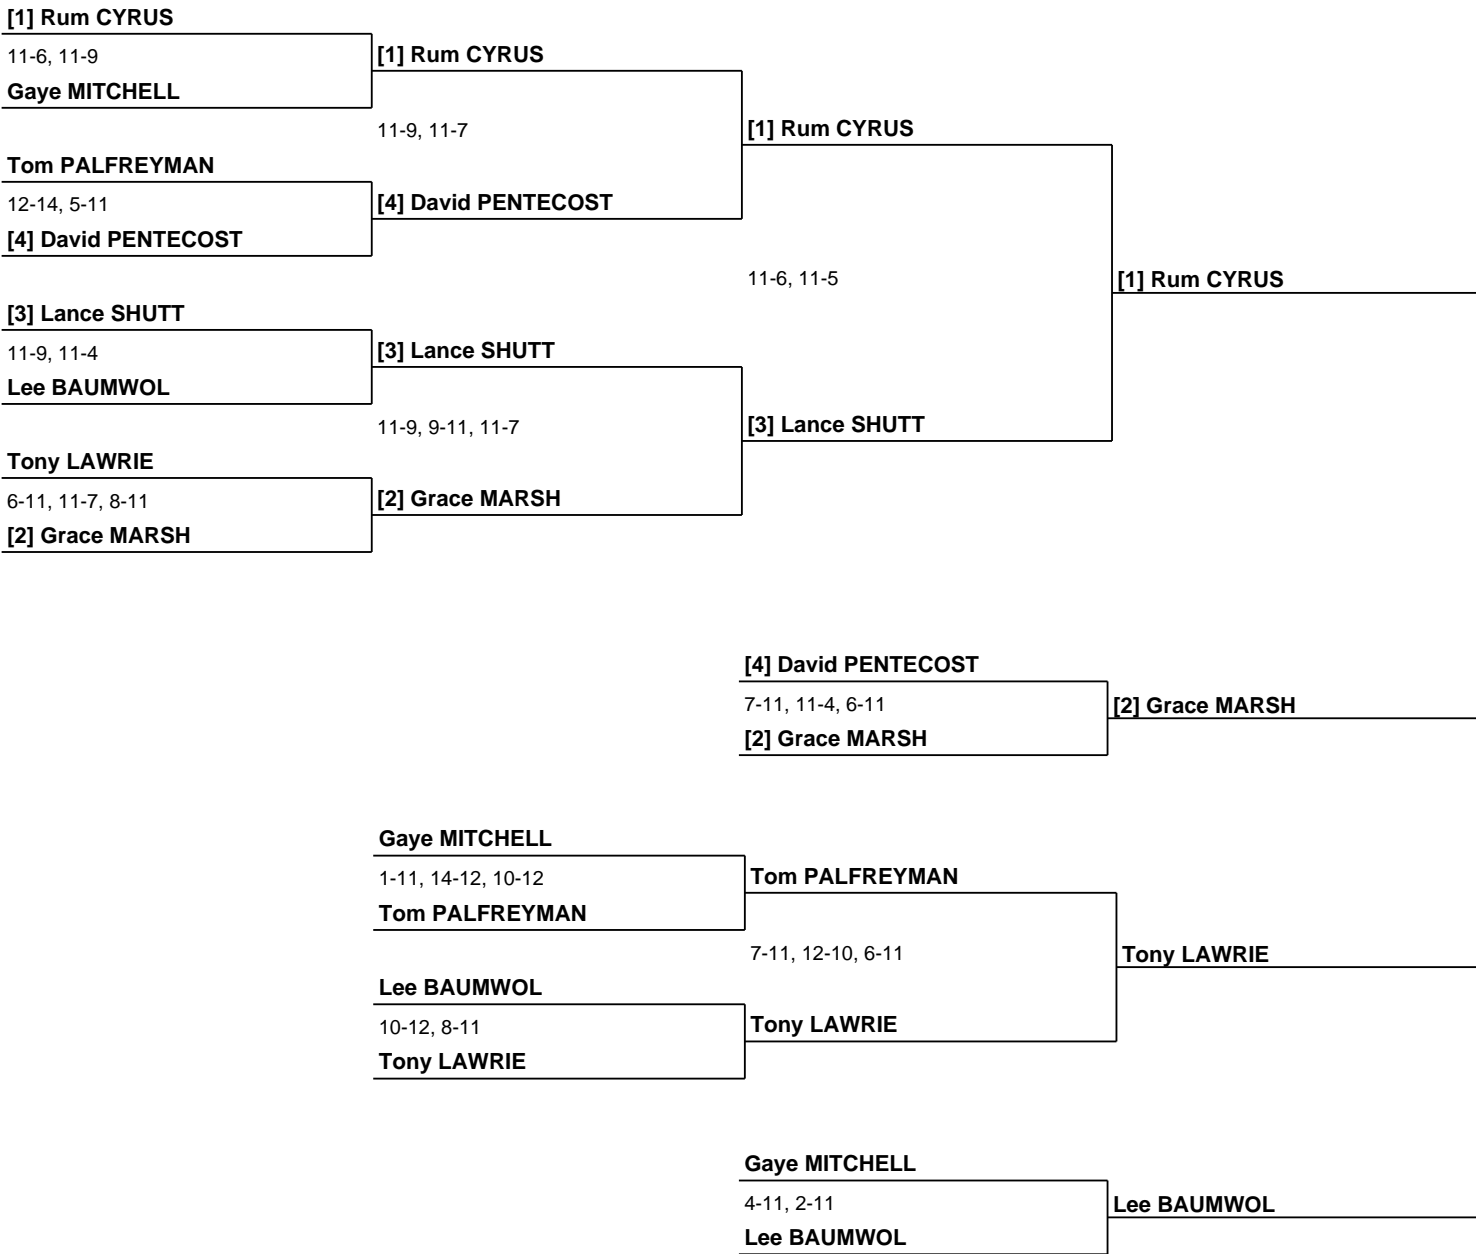 [1] Rum CYRUS
11-6, 11-9
[1] Rum CYRUS
Gaye MITCHELL
11-9, 11-7
[1] Rum CYRUS
Tom PALFREYMAN
12-14, 5-11
[4] David PENTECOST
[4] David PENTECOST
11-6, 11-5
[1] Rum CYRUS
[3] Lance SHUTT
11-9, 11-4
[3] Lance SHUTT
Lee BAUMWOL
11-9, 9-11, 11-7
[3] Lance SHUTT
Tony LAWRIE
6-11, 11-7, 8-11
[2] Grace MARSH
[2] Grace MARSH
[4] David PENTECOST
7-11, 11-4, 6-11
[2] Grace MARSH
[2] Grace MARSH
Gaye MITCHELL
1-11, 14-12, 10-12
Tom PALFREYMAN
Tom PALFREYMAN
7-11, 12-10, 6-11
Tony LAWRIE
Lee BAUMWOL
10-12, 8-11
Tony LAWRIE
Tony LAWRIE
Gaye MITCHELL
4-11, 2-11
Lee BAUMWOL
Lee BAUMWOL